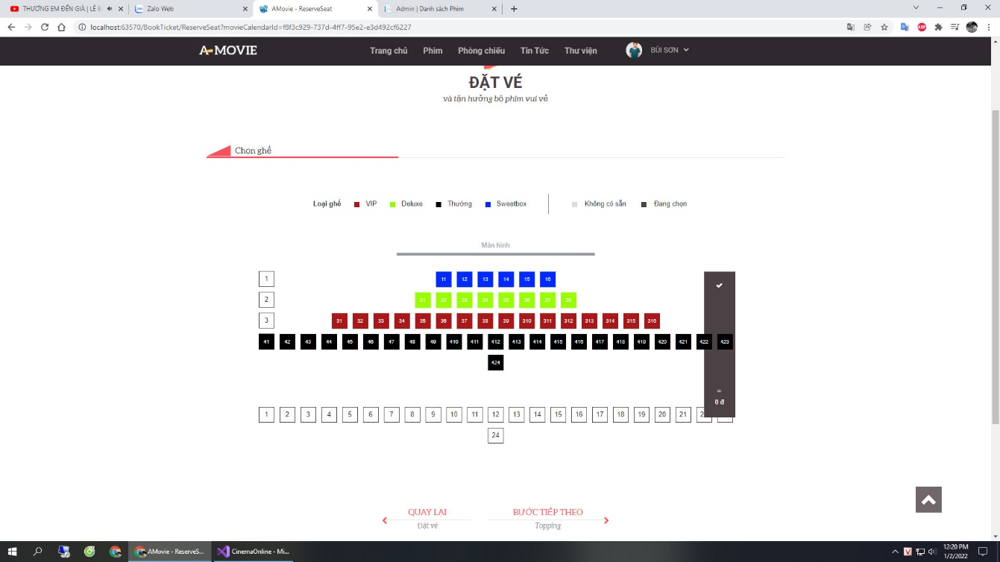 THƯƠNG EM ĐẾN GIÀ | LÊ B
Zalo Web
AMovie - ReserveSeat
Admin | Danh sách Phim
localhost:63570/BookTicket/ReserveSeat?movieCalendarId=f8f3c929-737d-4ff7-95e2-e3d492cf6227
A-MOVIE
Trang chủ Phim Phòng chiếu Tin Tức Thư viện BÙI SƠN
ĐẶT VÉ
và tận hưởng bộ phim vui vẻ
Chọn ghế
Loại ghế VIP Deluxe Thường Sweetbox Không có sẵn Đang chọn
Màn hình
1 11 12 13 14 15 16
2 21 22 23 24 25 26 27 28
3 31 32 33 34 35 36 37 38 39 310 311 312 313 314 315 316
41 42 43 44 45 46 47 48 49 410 411 412 413 414 415 416 417 418 419 420 421 422 423
424
=
0 đ
1 2 3 4 5 6 7 8 9 10 11 12 13 14 15 16 17 18 19 20 21 2
24
QUAY LẠI BƯỚC TIẾP THEO
Đặt vé Topping
AMovie - ReserveS...
CinemaOnline - Mi...
12:20 PM
1/2/2022